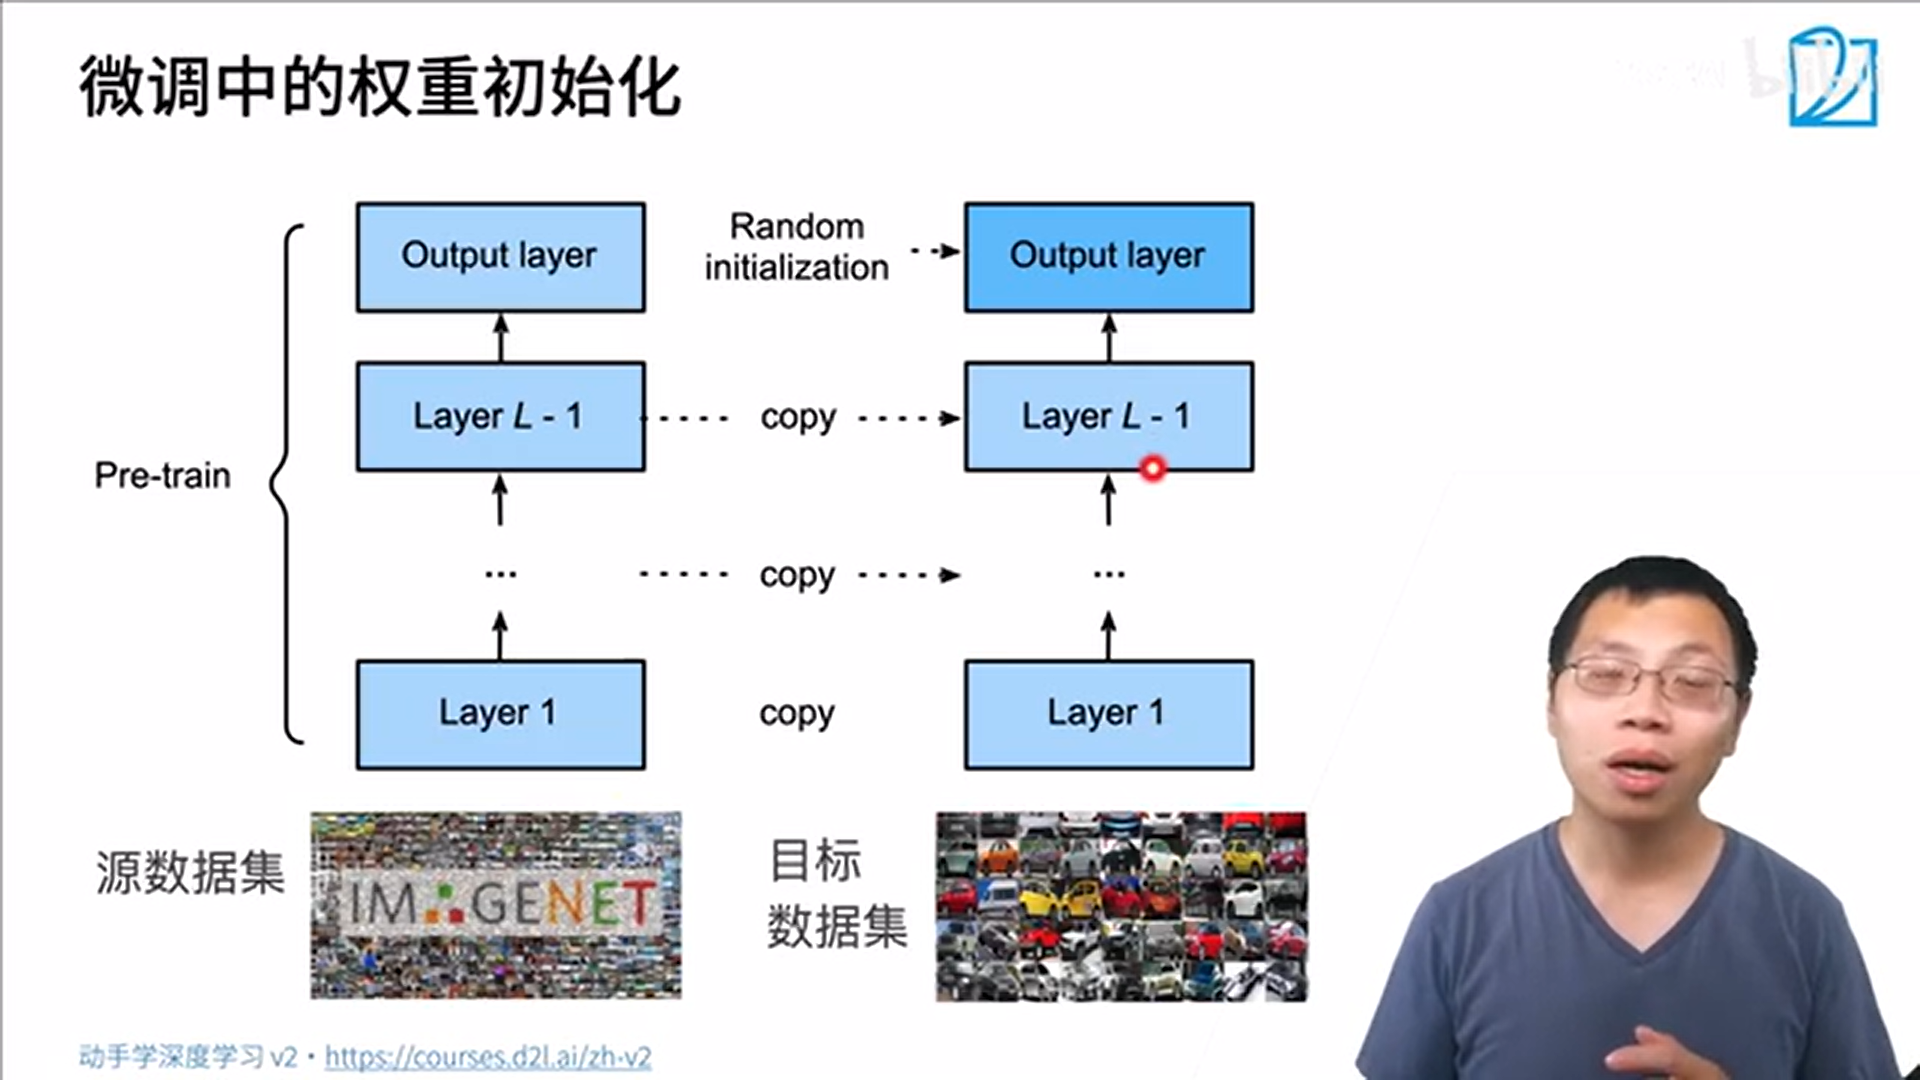 微调中的权重初始化
bilibili
Output layer
Random
initialization
Output layer
Layer L - 1
copy
Layer L - 1
Pre-train
...
copy
...
Layer 1
copy
Layer 1
源数据集
IMAGENET
目标
数据集
动手学深度学习 v2 • https://courses.d2l.ai/zh-v2